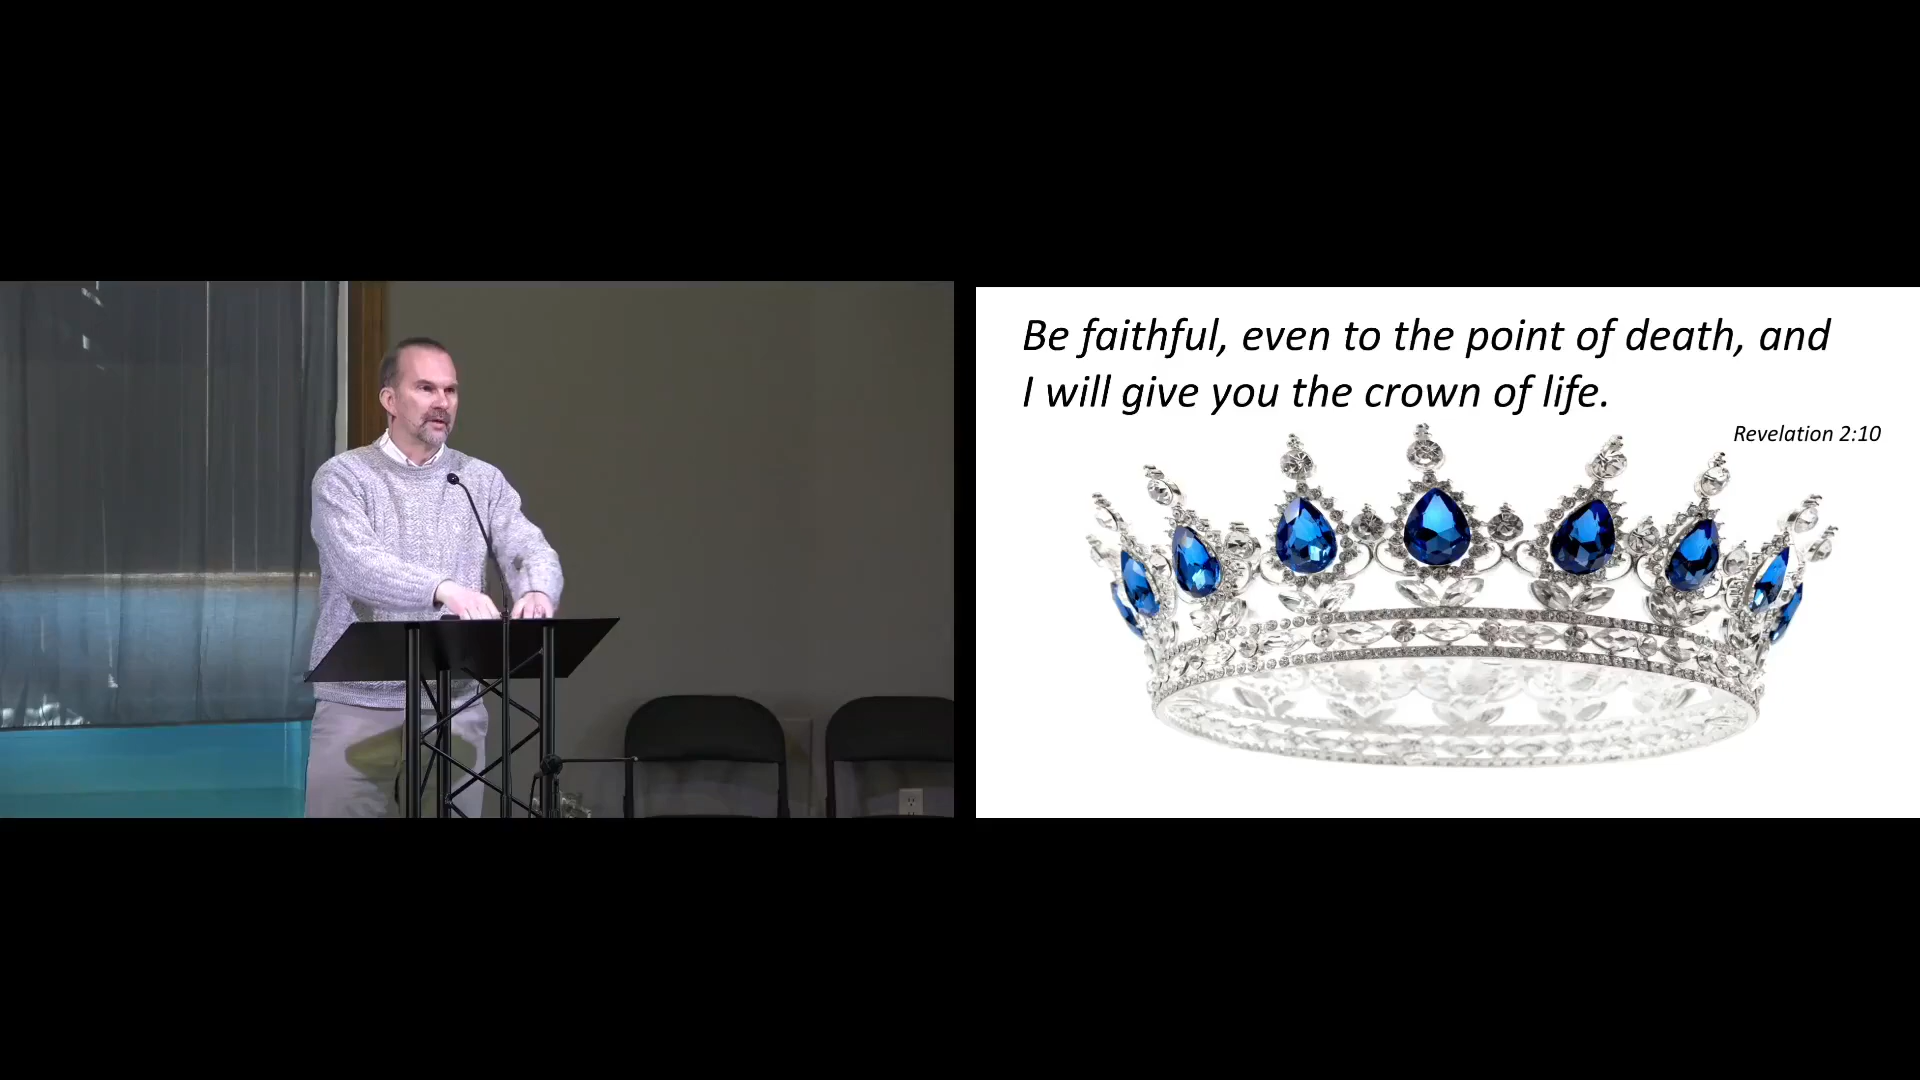 Be faithful, even to the point of death, and
I will give you the crown of life.
Revelation 2:10